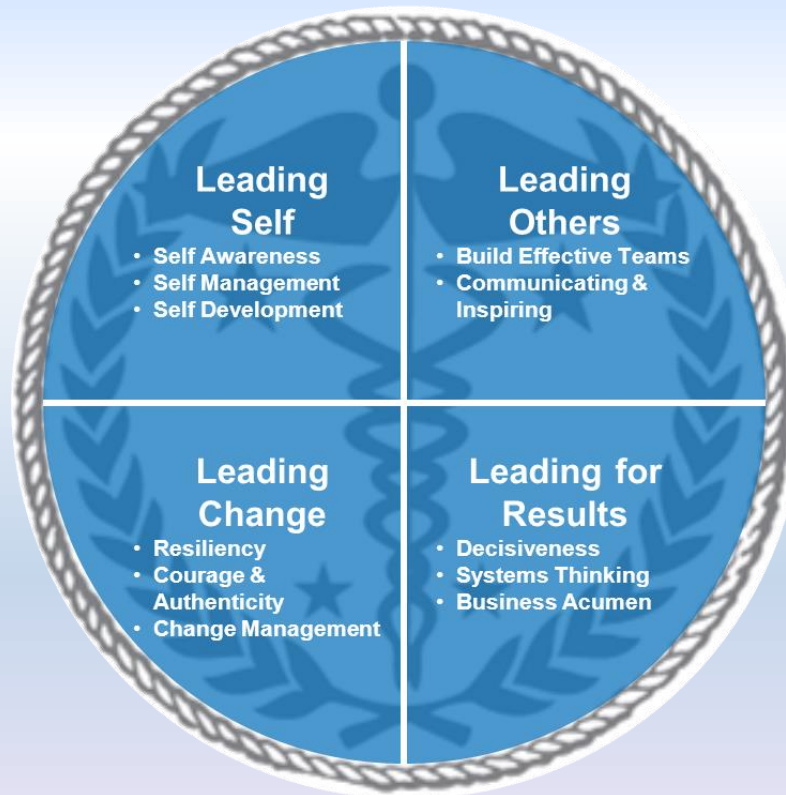 Leading
Self
• Self Awareness
• Self Management
• Self Development
Leading
Others
• Build Effective Teams
• Communicating &
Inspiring
Leading
Change
• Resiliency
• Courage &
Authenticity
• Change Management
Leading for
Results
• Decisiveness
• Systems Thinking
• Business Acumen